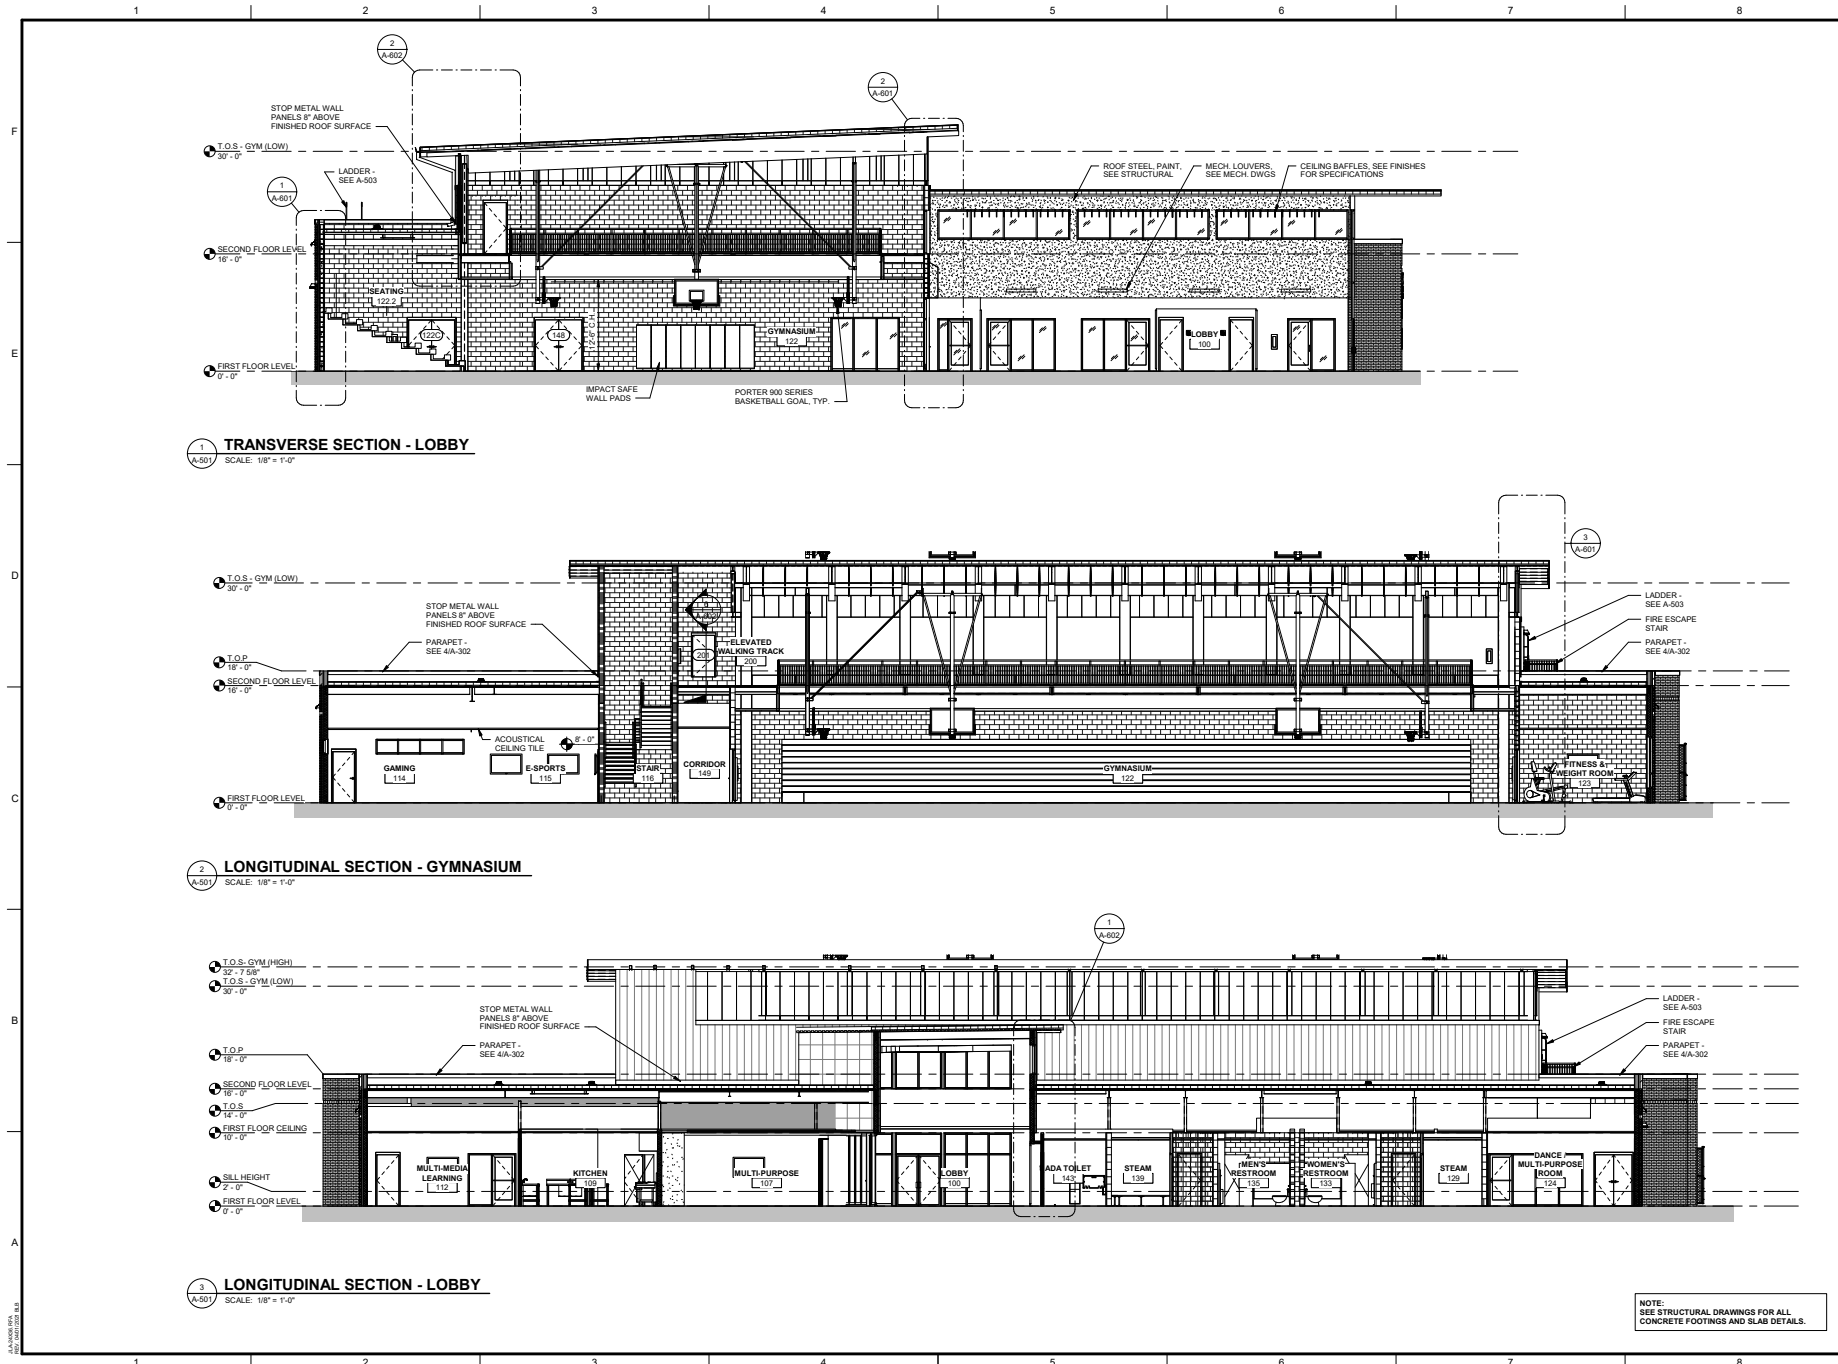 1 2 3 4 5 6 7 8
F
E
D
C
B
A
2
A-602
2
A-601
STOP METAL WALL
PANELS 8" ABOVE
FINISHED ROOF SURFACE
T.O.S - GYM (LOW)
30' - 0"
LADDER -
SEE A-503
1
A-601
ROOF STEEL, PAINT,
SEE STRUCTURAL
MECH. LOUVERS,
SEE MECH. DWGS
CEILING BAFFLES, SEE FINISHES
FOR SPECIFICATIONS
SECOND FLOOR LEVEL
16' - 0"
SEATING
122.2
122C
148
12'-6" C.H.
GYMNASIUM
122
LOBBY
100
FIRST FLOOR LEVEL
0' - 0"
IMPACT SAFE
WALL PADS
PORTER 900 SERIES
BASKETBALL GOAL, TYP.
1
A-501
TRANSVERSE SECTION - LOBBY
SCALE: 1/8" = 1'-0"
3
A-601
T.O.S - GYM (LOW)
30' - 0"
STOP METAL WALL
PANELS 8" ABOVE
FINISHED ROOF SURFACE
PARAPET -
SEE 4/A-302
LADDER -
SEE A-503
FIRE ESCAPE
STAIR
PARAPET -
SEE 4/A-302
T.O.P
18' - 0"
SECOND FLOOR LEVEL
16' - 0"
201
ELEVATED
WALKING TRACK
200
ACOUSTICAL
CEILING TILE
8' - 0"
GAMING
114
E-SPORTS
115
STAIR
116
CORRIDOR
149
GYMNASIUM
122
FITNESS &
WEIGHT ROOM
123
FIRST FLOOR LEVEL
0' - 0"
2
A-501
LONGITUDINAL SECTION - GYMNASIUM
SCALE: 1/8" = 1'-0"
1
A-602
T.O.S- GYM (HIGH)
32' - 7 5/8"
T.O.S - GYM (LOW)
30' - 0"
STOP METAL WALL
PANELS 8" ABOVE
FINISHED ROOF SURFACE
PARAPET -
SEE 4/A-302
LADDER -
SEE A-503
FIRE ESCAPE
STAIR
PARAPET -
SEE 4/A-302
T.O.P
18' - 0"
SECOND FLOOR LEVEL
16' - 0"
T.O.S
14' - 0"
FIRST FLOOR CEILING
10' - 0"
SILL HEIGHT
2' - 0"
FIRST FLOOR LEVEL
0' - 0"
MULTI-MEDIA
LEARNING
112
KITCHEN
109
MULTI-PURPOSE
107
LOBBY
100
ADA TOILET
143
STEAM
139
MEN'S
RESTROOM
135
WOMEN'S
RESTROOM
133
STEAM
129
DANCE /
MULTI-PURPOSE
ROOM
124
3
A-501
LONGITUDINAL SECTION - LOBBY
SCALE: 1/8" = 1'-0"
NOTE:
SEE STRUCTURAL DRAWINGS FOR ALL
CONCRETE FOOTINGS AND SLAB DETAILS.
1 2 3 4 5 6 7 8